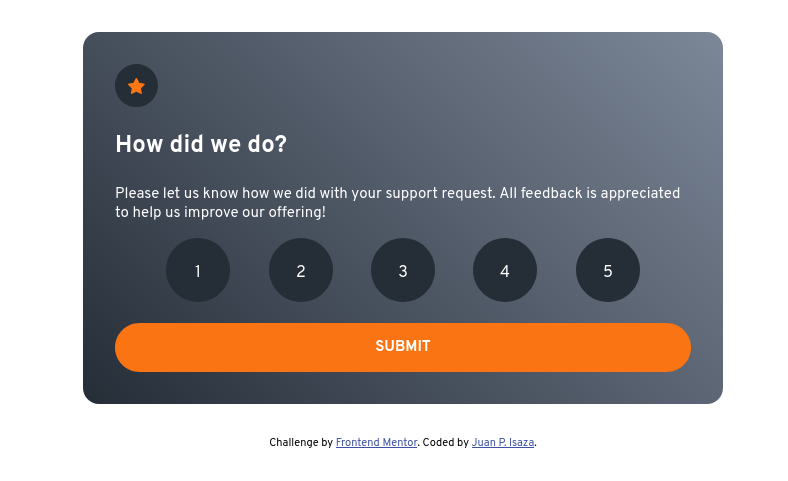 How did we do?
Please let us know how we did with your support request. All feedback is appreciated
to help us improve our offering!
1 2 3 4 5
SUBMIT
Challenge by Frontend Mentor. Coded by Juan P. Isaza.